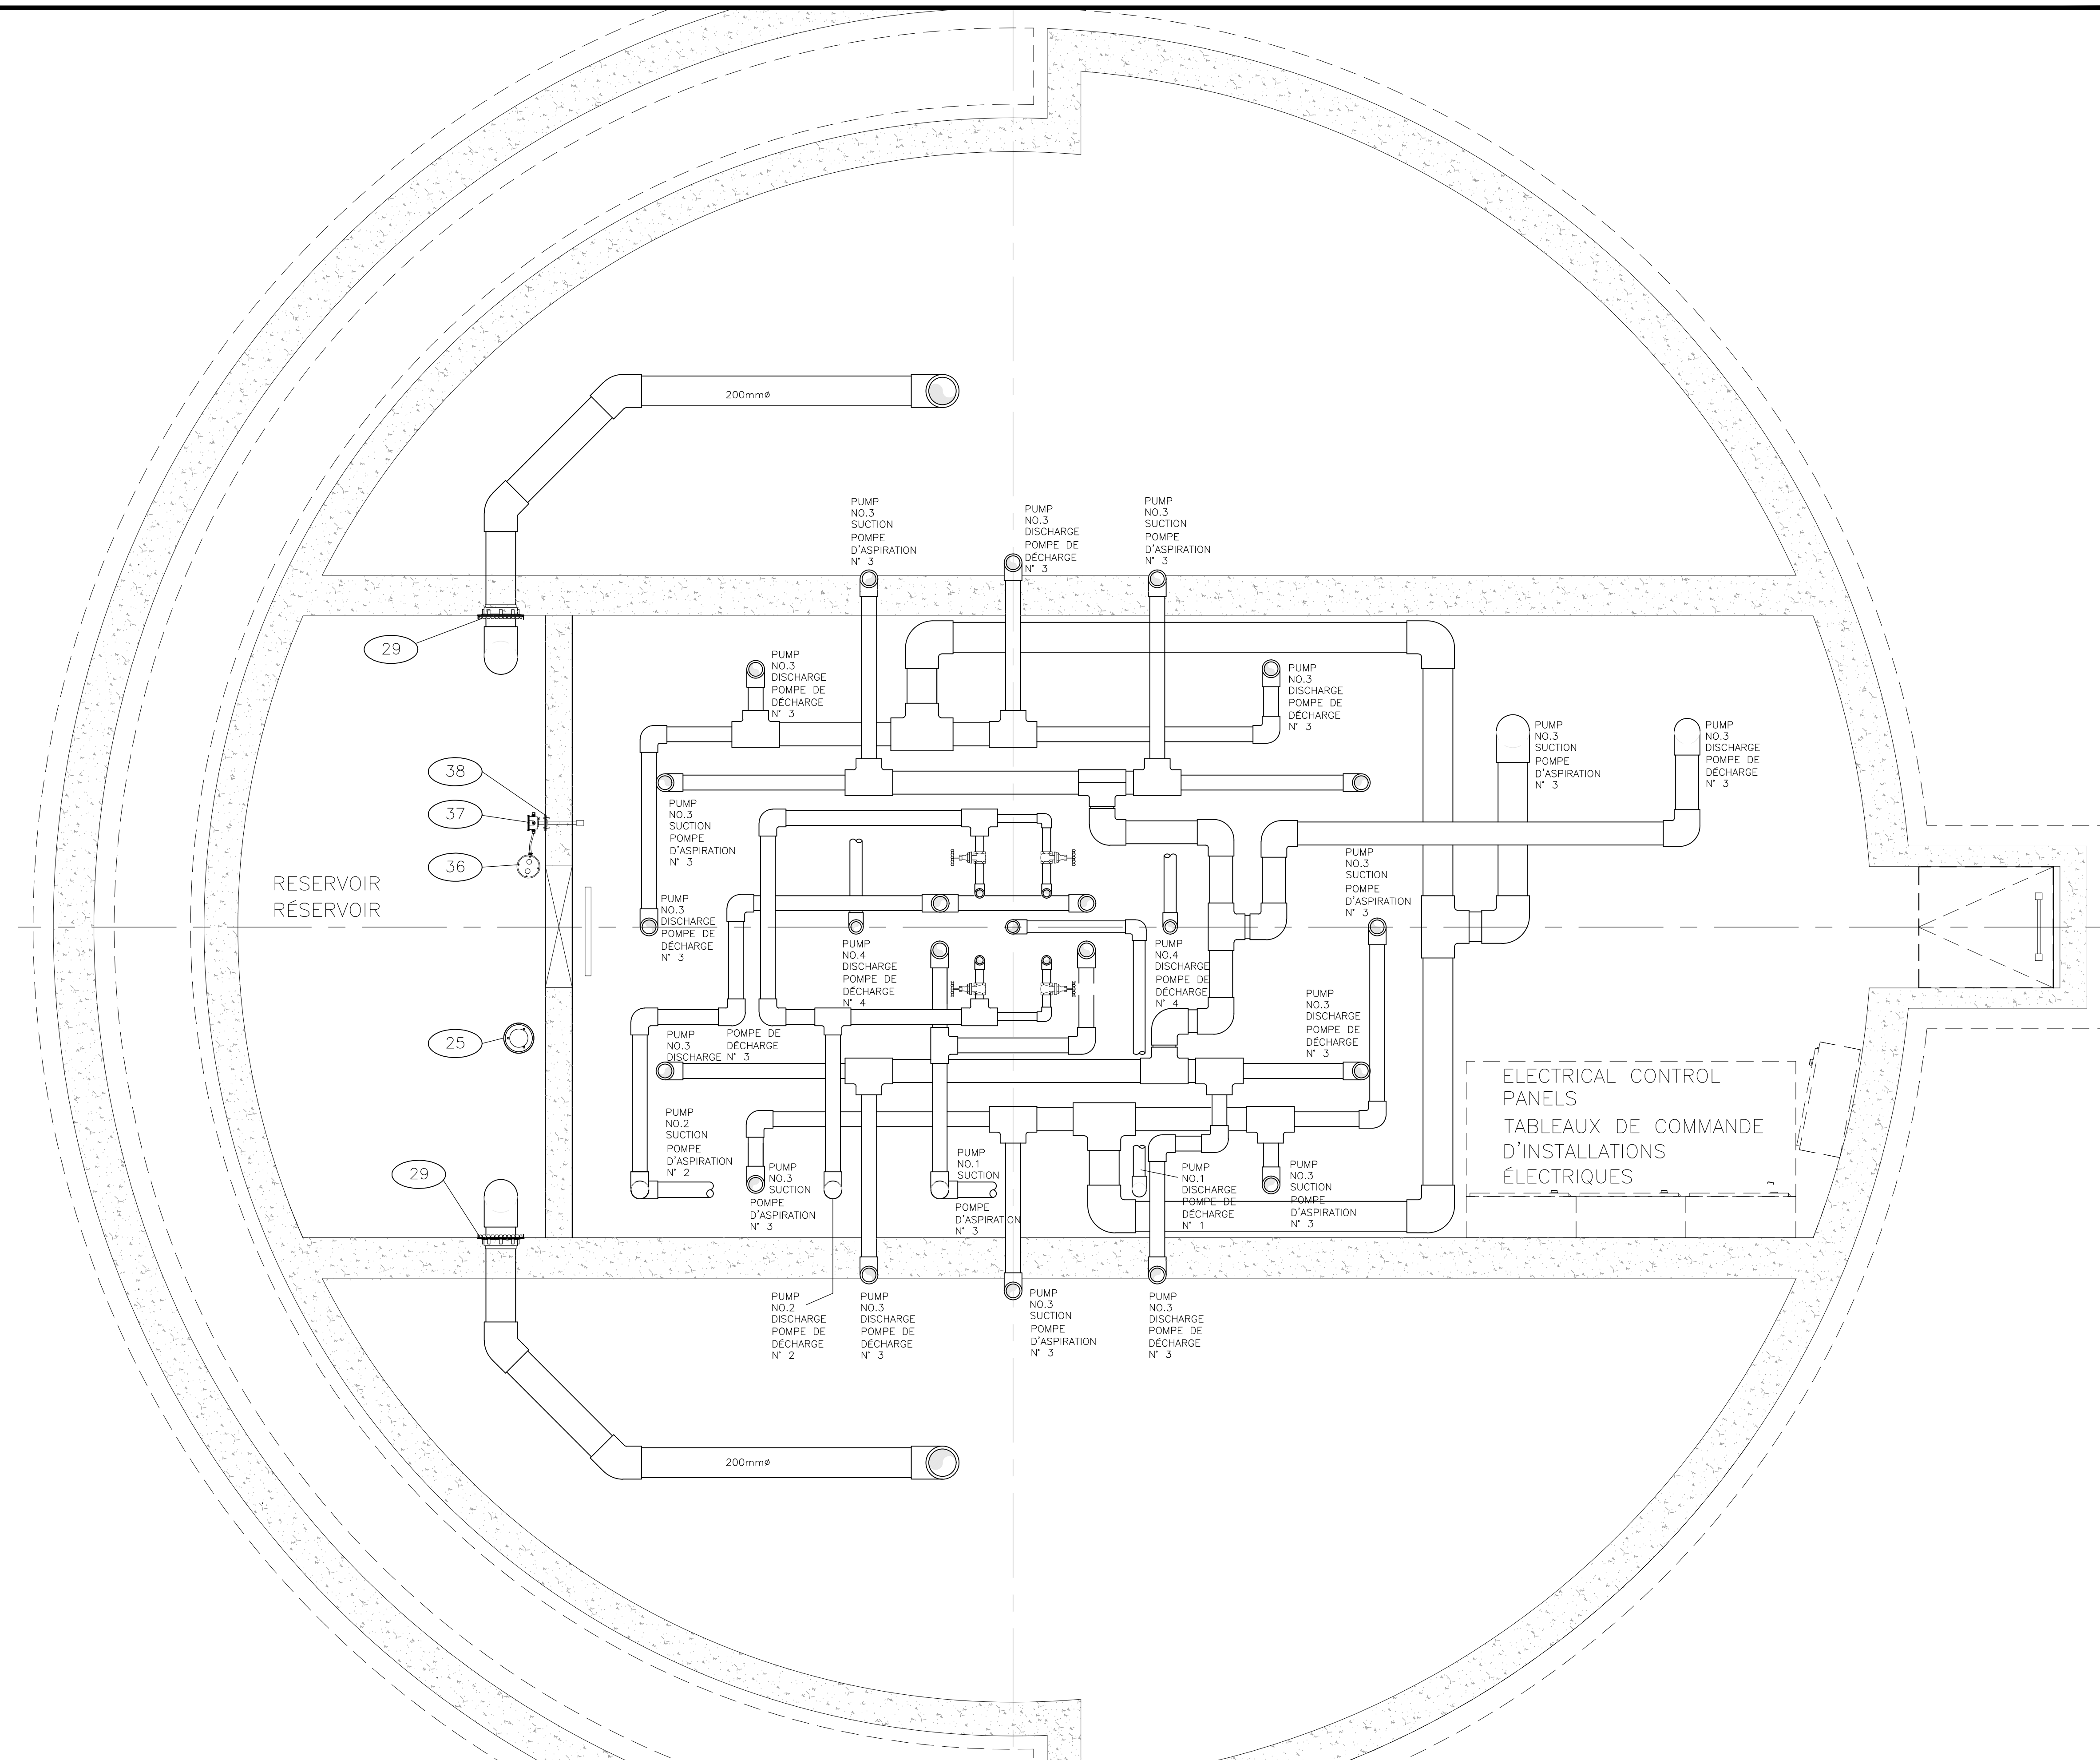 200mmø
PUMP
NO.3
SUCTION
POMPE
D'ASPIRATION
N° 3
PUMP
NO.3
DISCHARGE
POMPE DE
DÉCHARGE
N° 3
PUMP
NO.3
SUCTION
POMPE
D'ASPIRATION
N° 3
29
PUMP
NO.3
DISCHARGE
POMPE DE
DÉCHARGE
N° 3
PUMP
NO.3
DISCHARGE
POMPE DE
DÉCHARGE
N° 3
PUMP
NO.3
SUCTION
POMPE
D'ASPIRATION
N° 3
PUMP
NO.3
DISCHARGE
POMPE DE
DÉCHARGE
N° 3
38
37
36
PUMP
NO.3
SUCTION
POMPE
D'ASPIRATION
N° 3
PUMP
NO.3
SUCTION
POMPE
D'ASPIRATION
N° 3
RESERVOIR
RÉSERVOIR
PUMP
NO.3
DISCHARGE
POMPE DE
DÉCHARGE
N° 3
PUMP
NO.4
DISCHARGE
POMPE DE
DÉCHARGE
N° 4
PUMP
NO.4
DISCHARGE
POMPE DE
DÉCHARGE
N° 4
PUMP
NO.3
DISCHARGE
POMPE DE
DÉCHARGE
N° 3
25
PUMP
NO.3
DISCHARGE
POMPE DE
DÉCHARGE
N° 3
ELECTRICAL CONTROL
PANELS
TABLEAUX DE COMMANDE
D'INSTALLATIONS
ÉLECTRIQUES
PUMP
NO.2
SUCTION
POMPE
D'ASPIRATION
N° 2
29
PUMP
NO.3
SUCTION
POMPE
D'ASPIRATION
N° 3
PUMP
NO.1
SUCTION
POMPE
D'ASPIRATION
N° 3
PUMP
NO.1
DISCHARGE
POMPE DE
DÉCHARGE
N° 1
PUMP
NO.3
SUCTION
POMPE
D'ASPIRATION
N° 3
PUMP
NO.2
DISCHARGE
POMPE DE
DÉCHARGE
N° 2
PUMP
NO.3
DISCHARGE
POMPE DE
DÉCHARGE
N° 3
PUMP
NO.3
SUCTION
POMPE
D'ASPIRATION
N° 3
PUMP
NO.3
DISCHARGE
POMPE DE
DÉCHARGE
N° 3
200mmø